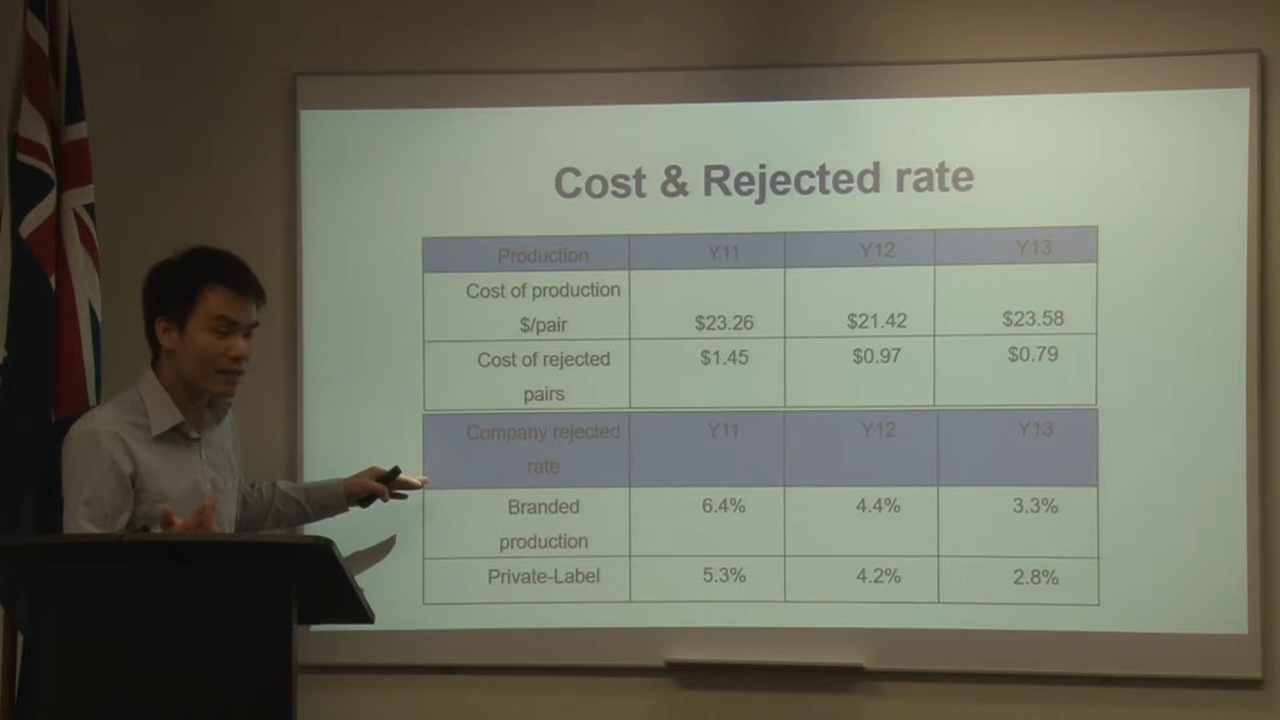 Cost & Rejected rate
Production Y11 Y12 Y13
Cost of production
$/pair $23.26 $21.42 $23.58
Cost of rejected $1.45 $0.97 $0.79
pairs
Company rejected Y11 Y12 Y13
rate
Branded 6.4% 4.4% 3.3%
production
Private-Label 5.3% 4.2% 2.8%